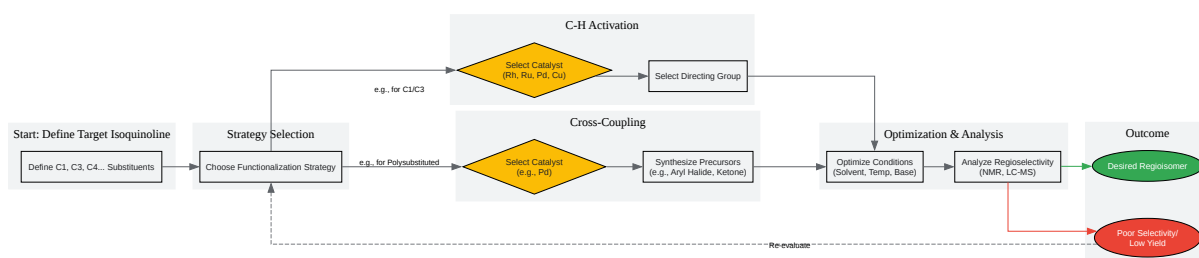 C-H Activation
Select Catalyst
(Rh, Ru, Pd, Cu)
Select Directing Group
e.g., for C1/C3
Start: Define Target Isoquinoline
Define C1, C3, C4... Substituents
Strategy Selection
Choose Functionalization Strategy
e.g., for Polysubstituted
Cross-Coupling
Select Catalyst
(e.g., Pd)
Synthesize Precursors
(e.g., Aryl Halide, Ketone)
Optimization & Analysis
Optimize Conditions
(Solvent, Temp, Base)
Analyze Regioselectivity
(NMR, LC-MS)
Outcome
Desired Regioisomer
Poor Selectivity/
Low Yield
Re-evaluate